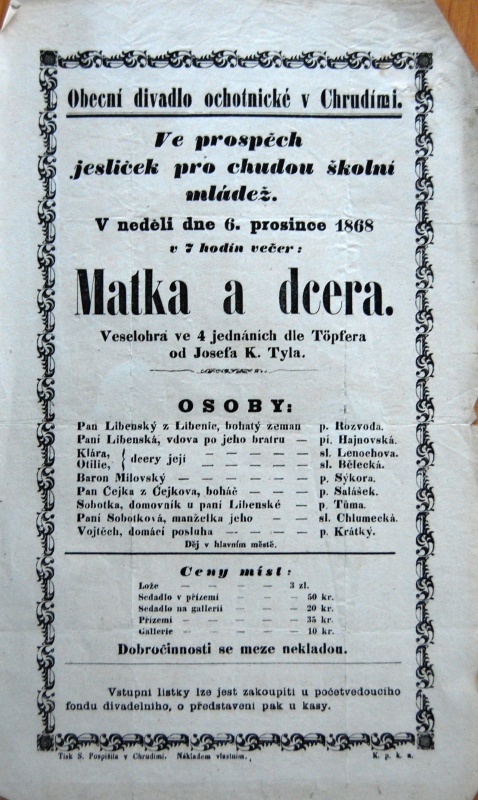 Obecní divadlo ochotnické v Chrudími.
Ve prospěch
jesliček pro chudou školní
mládež.
V neděli dne 6. prosince 1868
v 7 hodin večer:
Matka a dcera.
Veselohra ve 4 jednáních dle Töpfera
od Josefa K. Tyla.
OSOBY:
Pan Libenský z Libenic, bohatý zeman p. Rozvoda.
Paní Libenská, vdova po jeho bratru — pí. Hajnovská.
Klára, } dcery její — — — — sl. Lenochova.
Otilie, — — — — sl. Bělecká.
Baron Milovský — — — — — p. Sýkora.
Pan Čejka z Čejkova, boháč — — — p. Salášek.
Sobotka, domovník u paní Libenské — p. Tůma.
Paní Sobotková, manželka jeho — — sl. Chlumecká.
Vojtěch, domácí posluha — — — p. Krátký.
Děj v hlavním městě.
Ceny míst:
Lože — — — — — 3 zl.
Sedadlo v přízemí — — — 50 kr.
Sedadlo na gallerii — — — 20 kr.
Přízemí — — — — 35 kr.
Gallerie — — — — 10 kr.
Dobročinnosti se meze nekladou.
Vstupní lístky lze jest zakoupiti u početvedoucího
fondu divadelního, o představení pak u kasy.
Tisk S. Pospíšila v Chrudimi. Nákladem vlastním. K. p. k. n.